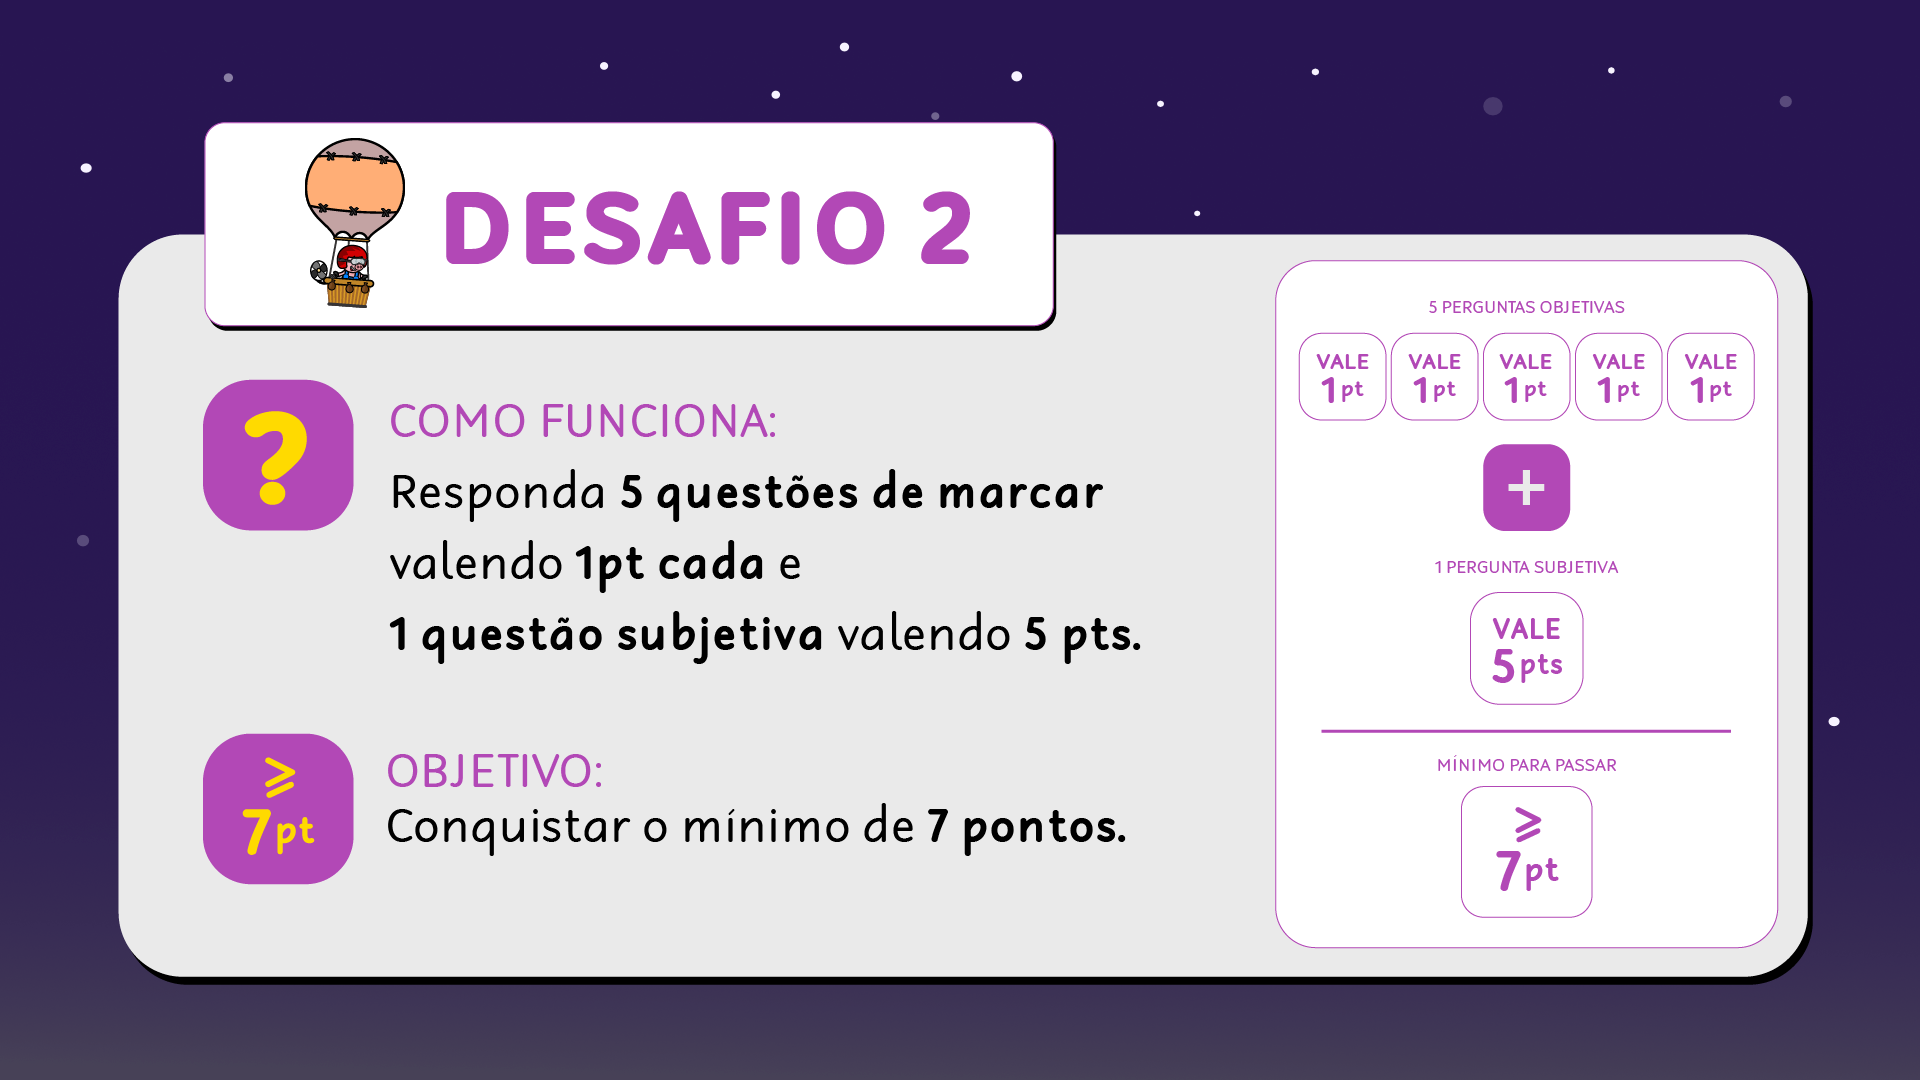 DESAFIO 2
?
COMO FUNCIONA:
Responda 5 questões de marcar
valendo 1pt cada e
1 questão subjetiva valendo 5 pts.
⩾
7pt
OBJETIVO:
Conquistar o mínimo de 7 pontos.
5 PERGUNTAS OBJETIVAS
VALE VALE VALE VALE VALE
1pt 1pt 1pt 1pt 1pt
+
1 PERGUNTA SUBJETIVA
VALE
5pts
MÍNIMO PARA PASSAR
⩾
7pt